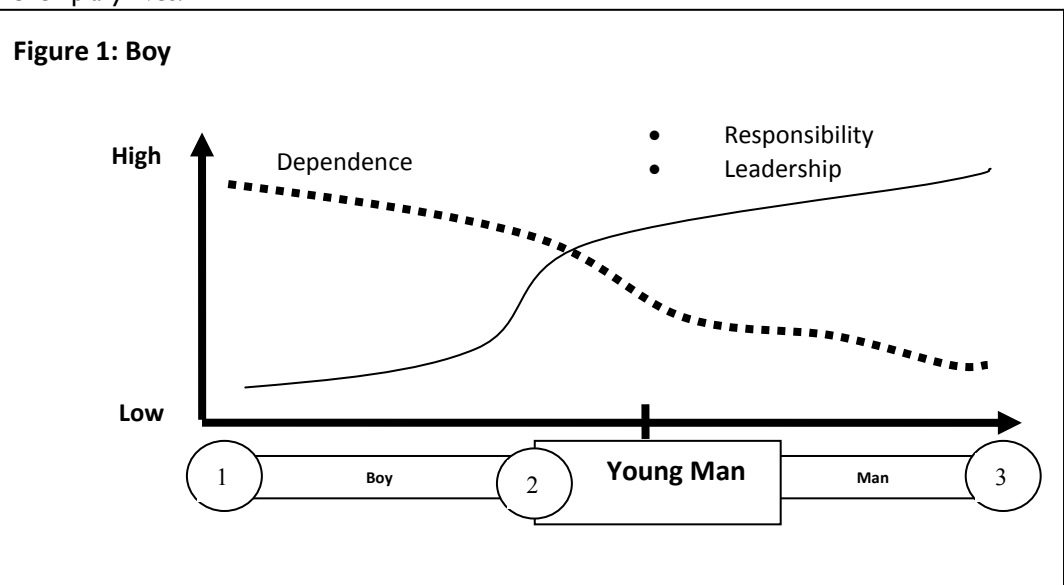 Figure 1: Boy
High
Dependence
• Responsibility
• Leadership
Low
1
Boy
2
Young Man
Man
3